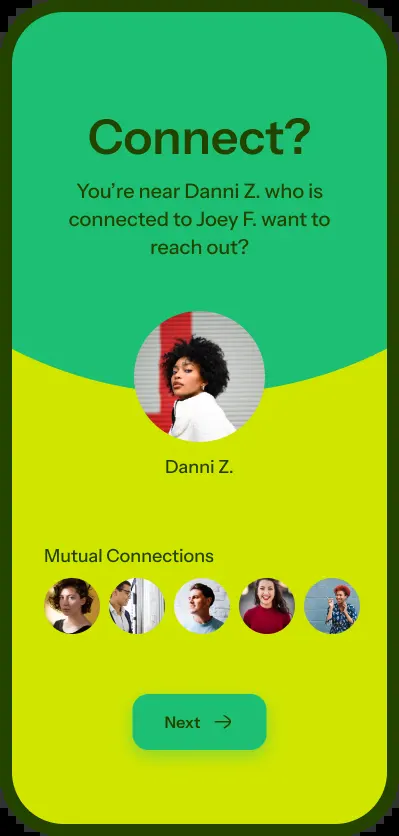 Connect?
You’re near Danni Z. who is
connected to Joey F. want to
reach out?
Danni Z.
Mutual Connections
Next